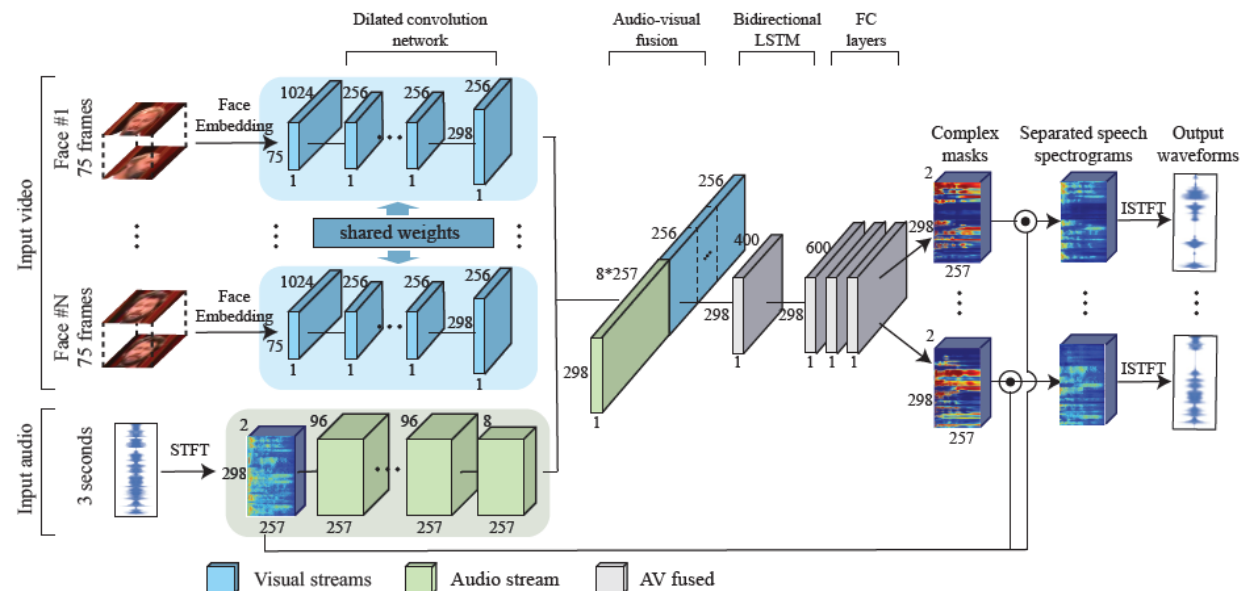 Dilated convolution
network
Audio-visual
fusion
Bidirectional
LSTM
FC
layers
Input video
Face #1
75 frames
Face
Embedding
1024
256
256
256
75
298
1
1
1
1
shared weights
Face #N
75 frames
Face
Embedding
1024
256
256
256
75
298
1
1
1
1
Input audio
3 seconds
STFT
2
298
257
96
257
96
257
8
257
8*257
256
256
298
1
400
298
1
600
298
1
1
1
Complex
masks
Separated speech
spectrograms
Output
waveforms
2
298
257
ISTFT
2
298
257
ISTFT
Visual streams
Audio stream
AV fused